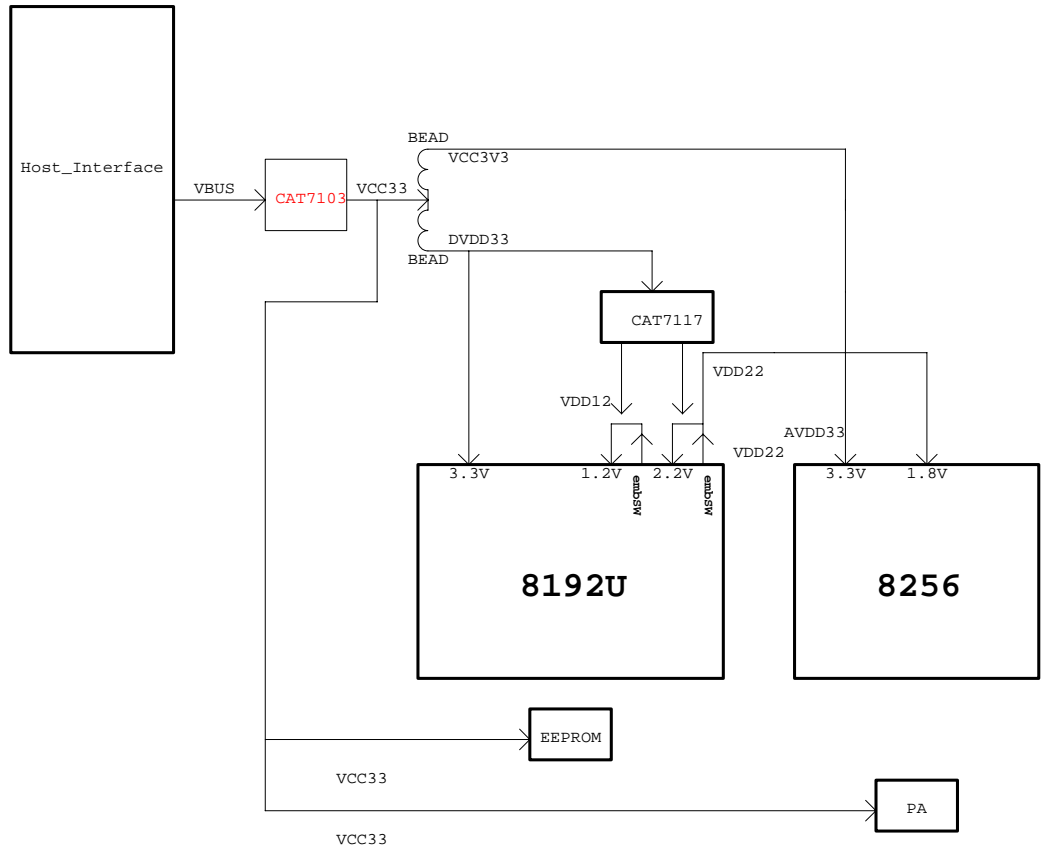 BEAD
VCC3V3
Host_Interface
VBUS
CAT7103
VCC33
DVDD33
BEAD
CAT7117
VDD22
VDD12
AVDD33
VDD22
3.3V
1.2V
embSW
2.2V
embSW
3.3V
1.8V
8192U
8256
EEPROM
VCC33
PA
VCC33